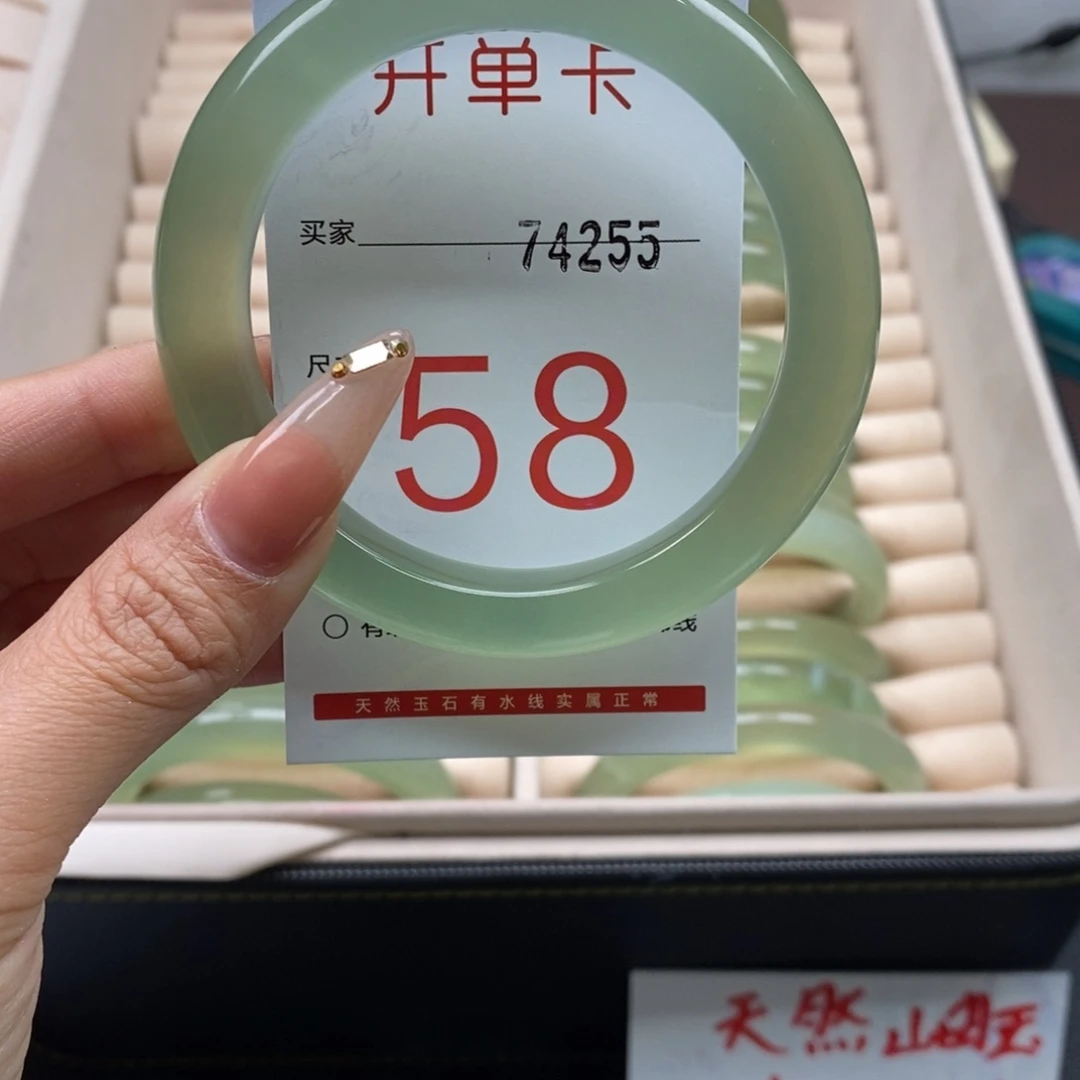 开单卡
买家 74255
尺
58
○ 有 线
天然玉石有水线实属正常
天然